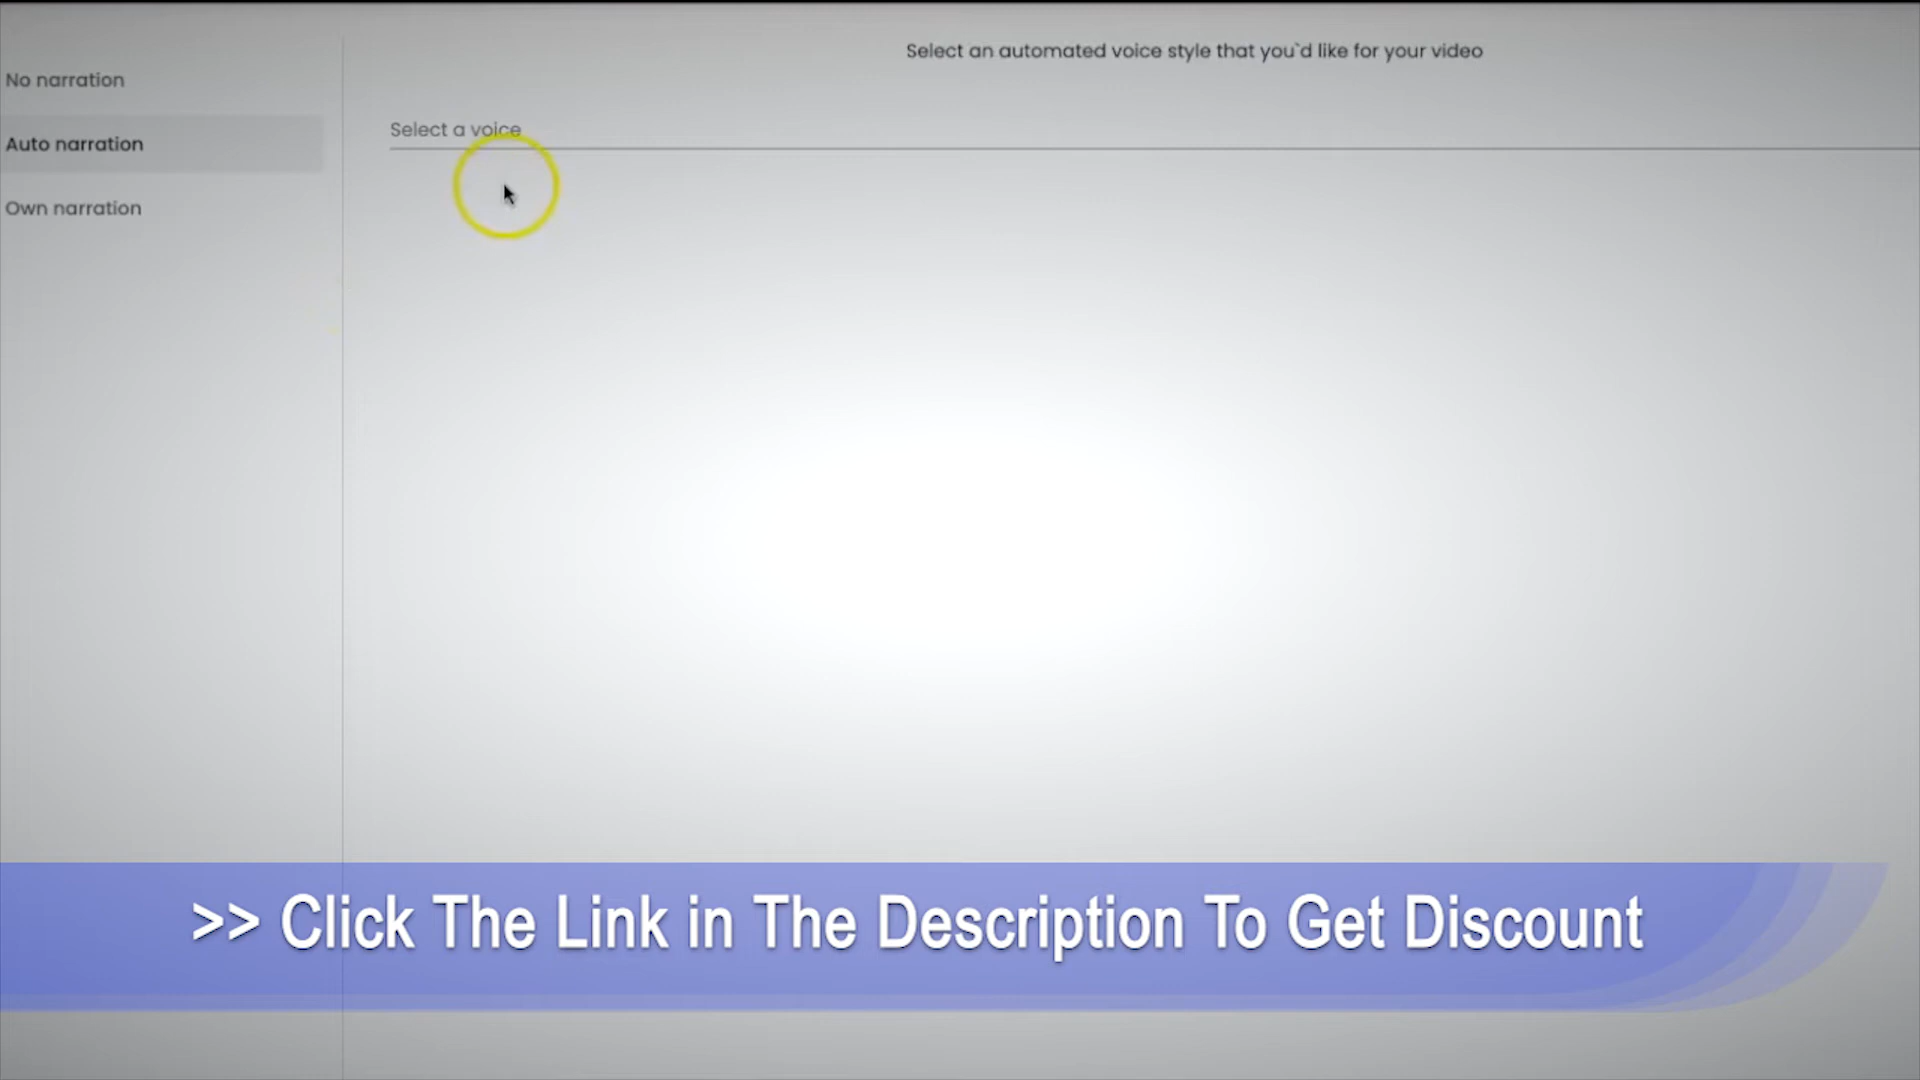 Select an automated voice style that you`d like for your video
No narration
Auto narration
Own narration
Select a voice
>> Click The Link in The Description To Get Discount